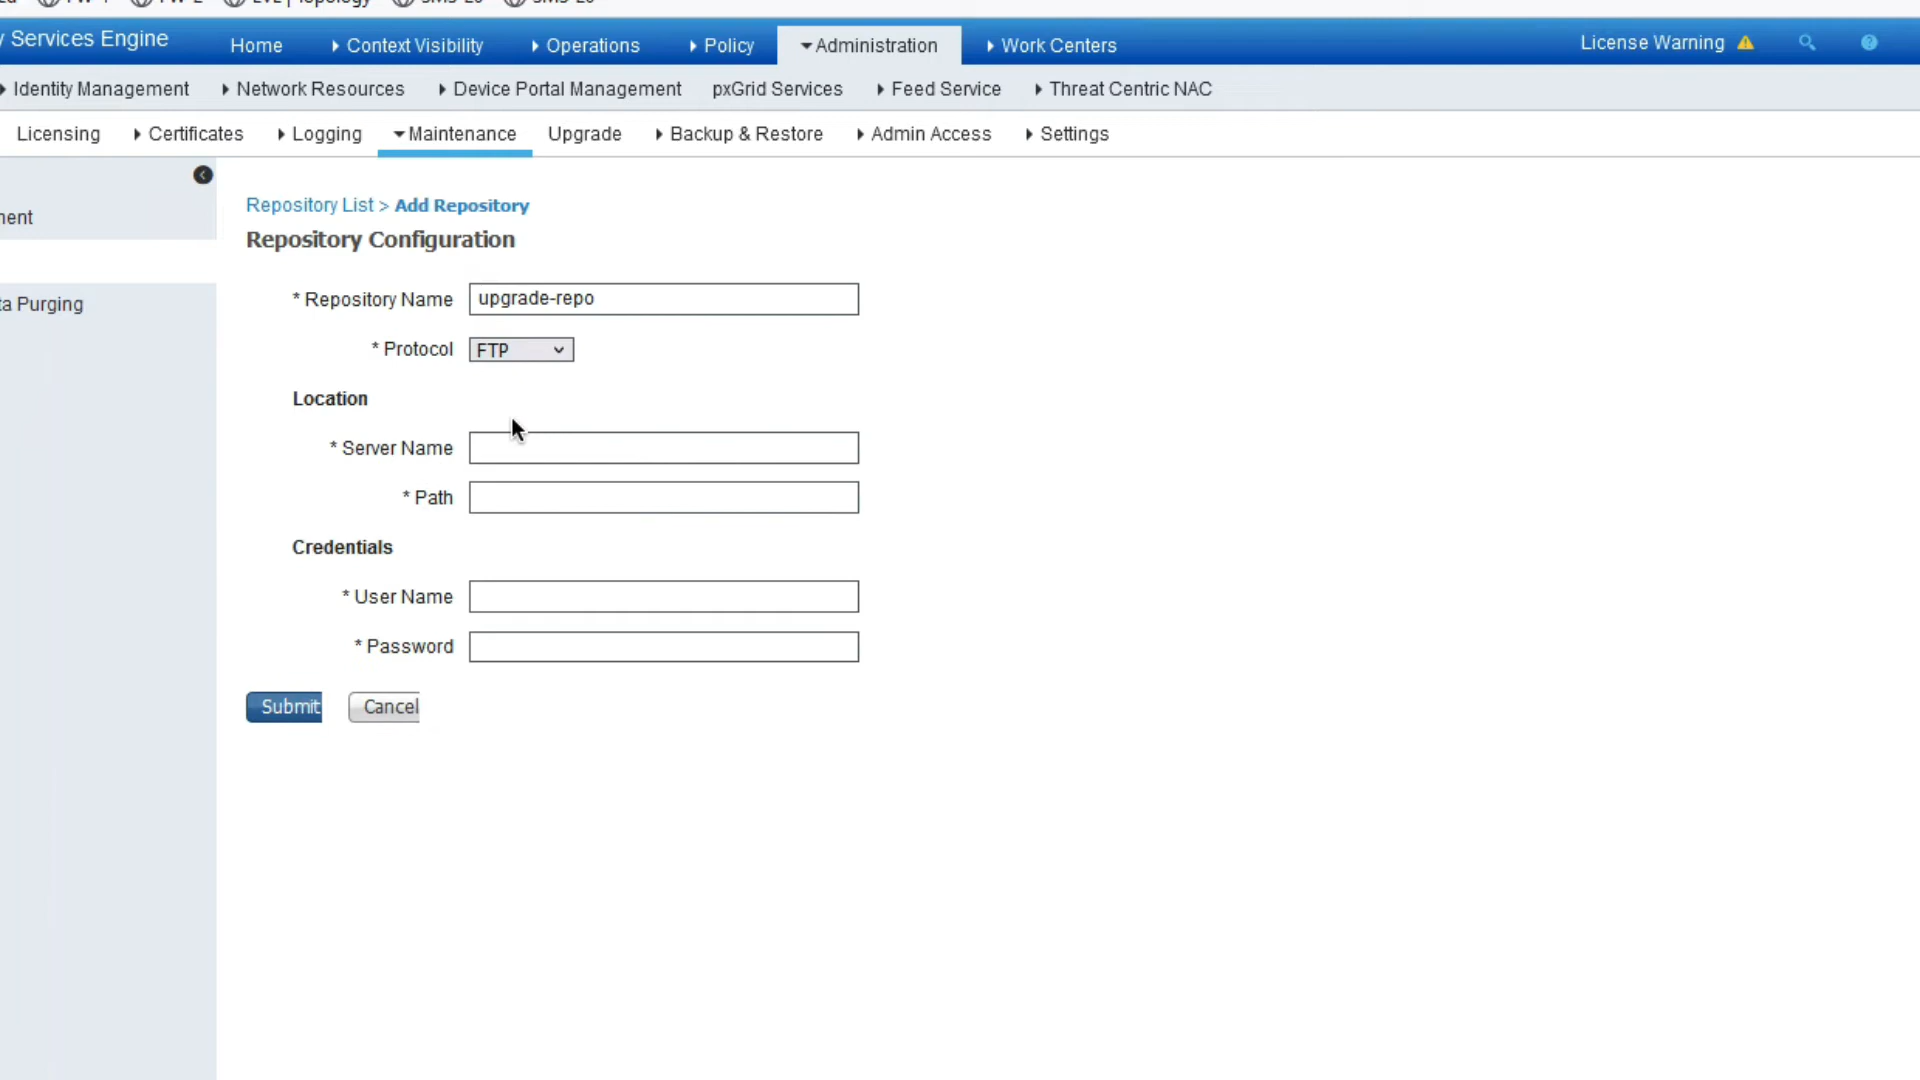 Services Engine Home Context Visibility Operations Policy Administration Work Centers License Warning
Identity Management Network Resources Device Portal Management pxGrid Services Feed Service Threat Centric NAC
Licensing Certificates Logging Maintenance Upgrade Backup & Restore Admin Access Settings
Repository List > Add Repository
Repository Configuration
Purging
* Repository Name upgrade-repo
* Protocol FTP
Location
* Server Name
* Path
Credentials
* User Name
* Password
Submit Cancel